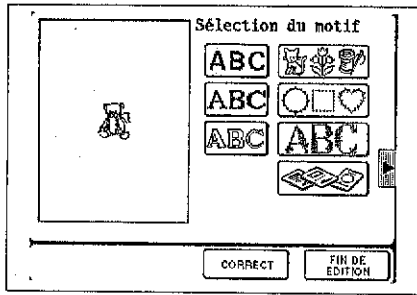 Sélection du motif
ABC
ABC
ABC
ABC
CORRECT
FIN DE
EDITION